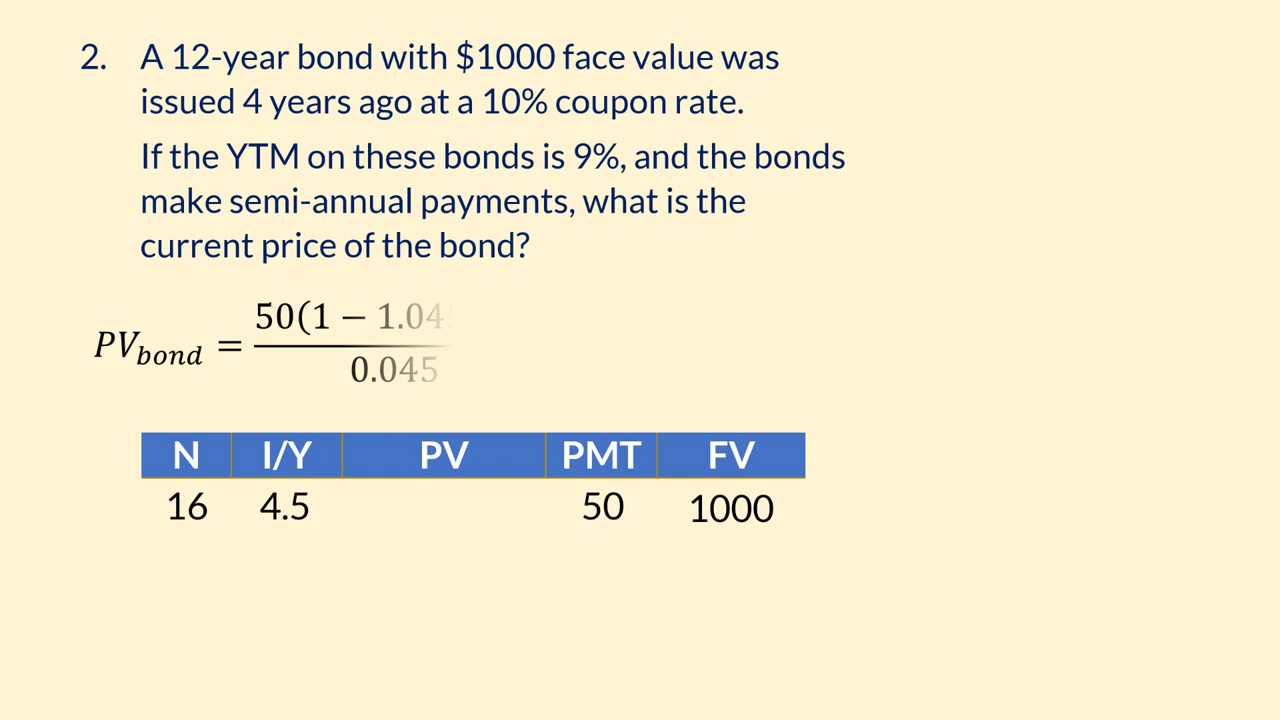 2. A 12-year bond with $1000 face value was
issued 4 years ago at a 10% coupon rate.
If the YTM on these bonds is 9%, and the bonds
make semi-annual payments, what is the
current price of the bond?
PV_bond = 50(1 − 1.04
0.045
N I/Y PV PMT FV
16 4.5 50 1000